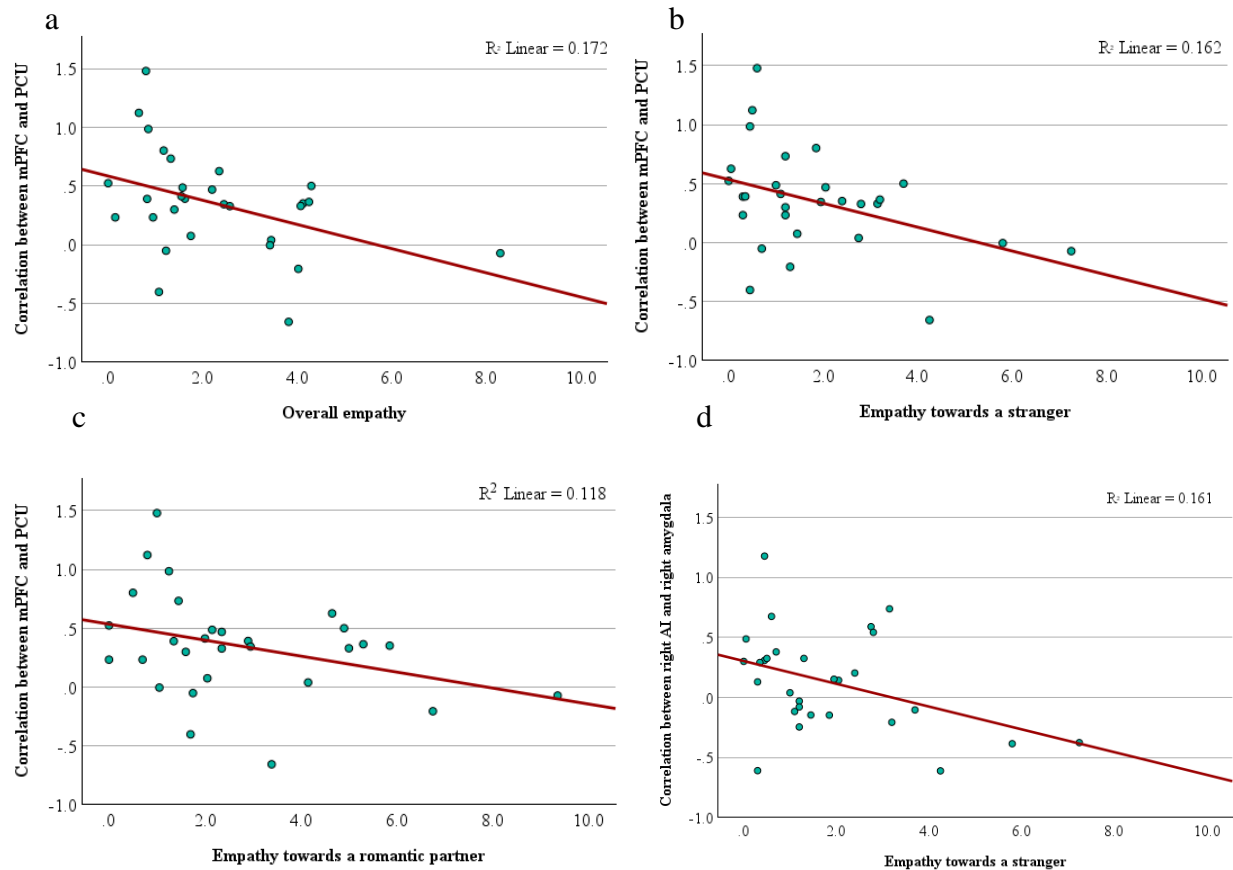 a
R² Linear = 0.172
Correlation between mPFC and PCU
1.5
1.0
.5
.0
-.5
-1.0
.0 2.0 4.0 6.0 8.0 10.0
Overall empathy
b
R² Linear = 0.162
Correlation between mPFC and PCU
1.5
1.0
.5
.0
-.5
-1.0
.0 2.0 4.0 6.0 8.0 10.0
Empathy towards a stranger
c
R² Linear = 0.118
Correlation between mPFC and PCU
1.5
1.0
.5
.0
-.5
-1.0
.0 2.0 4.0 6.0 8.0 10.0
Empathy towards a romantic partner
d
R² Linear = 0.161
Correlation between right AI and right amygdala
1.5
1.0
.5
.0
-.5
-1.0
.0 2.0 4.0 6.0 8.0 10.0
Empathy towards a stranger